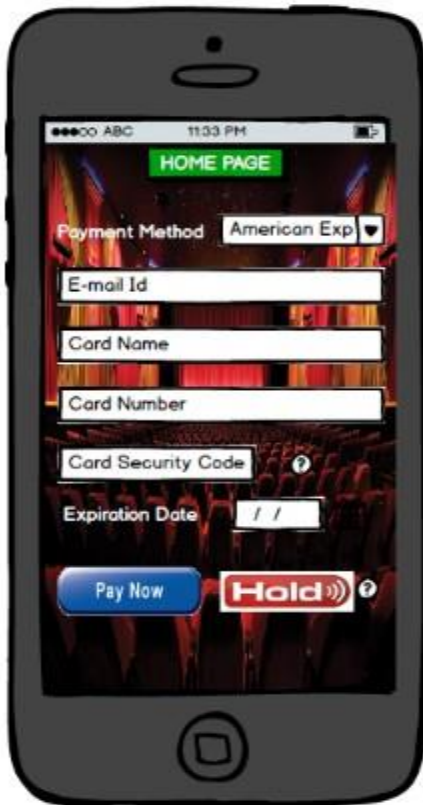 ABC 11:33 PM
HOME PAGE
Payment Method American Exp
E-mail Id
Card Name
Card Number
Card Security Code ?
Expiration Date / /
Pay Now Hold ?